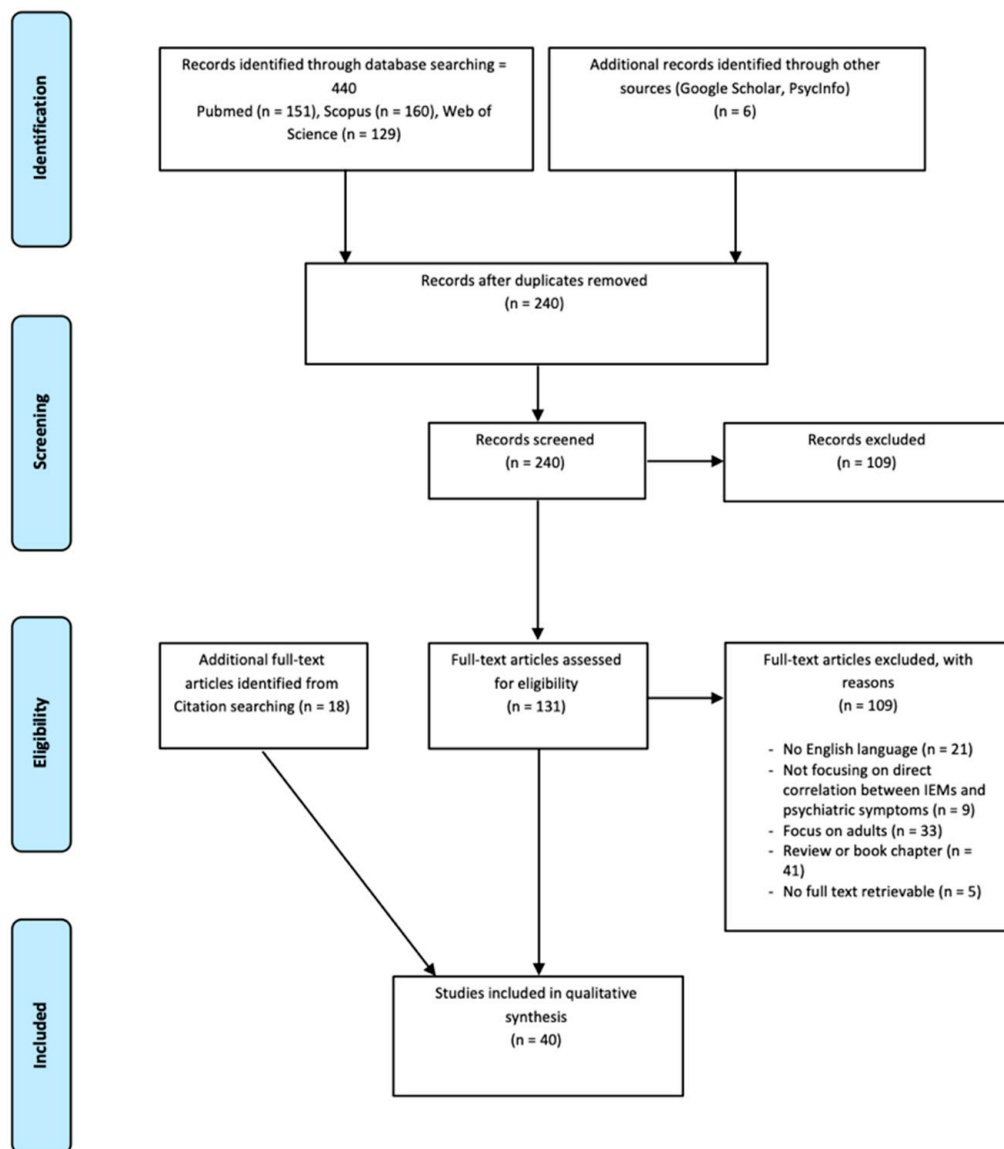 Identification
Records identified through database searching =
440
Pubmed (n = 151), Scopus (n = 160), Web of
Science (n = 129)
Additional records identified through other
sources (Google Scholar, PsycInfo)
(n = 6)
Records after duplicates removed
(n = 240)
Screening
Records screened
(n = 240)
Records excluded
(n = 109)
Eligibility
Additional full-text
articles identified from
Citation searching (n = 18)
Full-text articles assessed
for eligibility
(n = 131)
Full-text articles excluded, with
reasons
(n = 109)
- No English language (n = 21)
- Not focusing on direct
correlation between IEMs and
psychiatric symptoms (n = 9)
- Focus on adults (n = 33)
- Review or book chapter (n =
41)
- No full text retrievable (n = 5)
Included
Studies included in qualitative
synthesis
(n = 40)